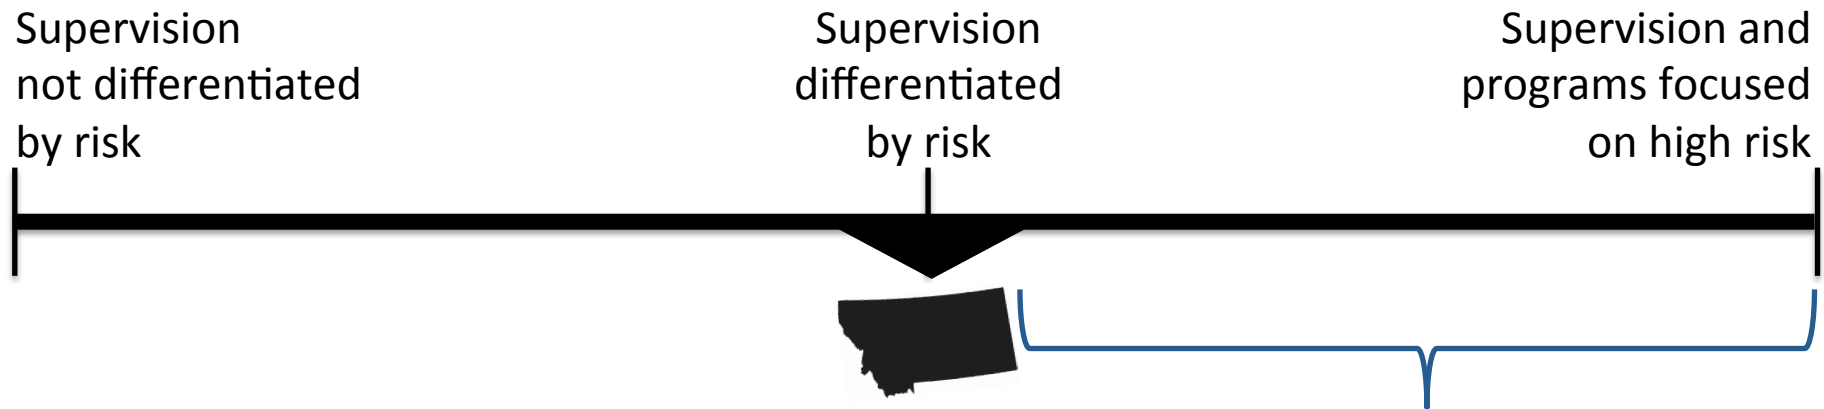 Supervision
not differentiated
by risk
Supervision
differentiated
by risk
Supervision and
programs focused
on high risk